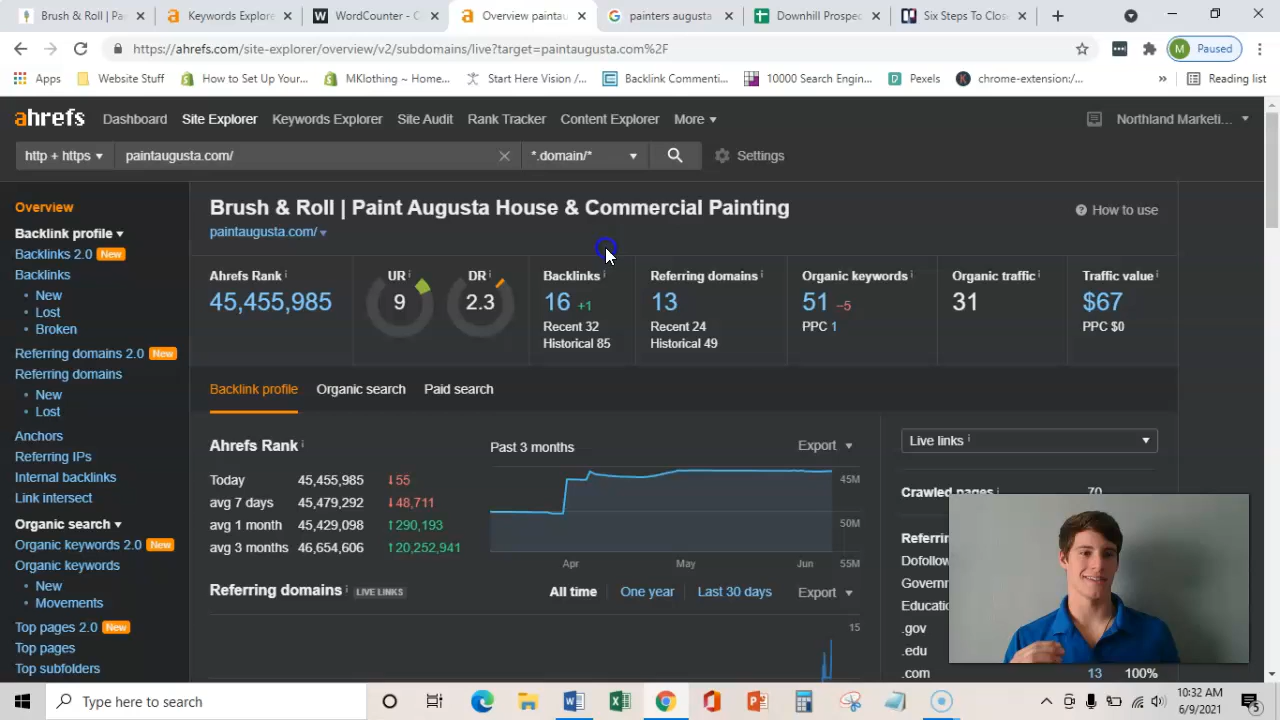 Brush & Roll | Pa
Keywords Explore
WordCounter - C
Overview paintau
painters augusta
Downhill Prospec
Six Steps To Close
https://ahrefs.com/site-explorer/overview/v2/subdomains/live?target=paintaugusta.com%2F
M Paused
Apps
Website Stuff
How to Set Up Your...
MKlothing ~ Home...
Start Here Vision /...
Backlink Commenti...
10000 Search Engin...
Pexels
chrome-extension:/...
»
Reading list
ahrefs
Dashboard
Site Explorer
Keywords Explorer
Site Audit
Rank Tracker
Content Explorer
More
Northland Marketi...
http + https
paintaugusta.com/
*.domain/*
Settings
Overview
Backlink profile
Backlinks 2.0 New
Backlinks
New
Lost
Broken
Referring domains 2.0 New
Referring domains
New
Lost
Anchors
Referring IPs
Internal backlinks
Link intersect
Organic search
Organic keywords 2.0 New
Organic keywords
New
Movements
Top pages 2.0 New
Top pages
Top subfolders
Brush & Roll | Paint Augusta House & Commercial Painting
paintaugusta.com/
How to use
Ahrefs Rank
45,455,985
UR
9
DR
2.3
Backlinks
16 +1
Recent 32
Historical 85
Referring domains
13
Recent 24
Historical 49
Organic keywords
51 –5
PPC 1
Organic traffic
31
Traffic value
$67
PPC $0
Backlink profile
Organic search
Paid search
Ahrefs Rank
Today 45,455,985 ↓55
avg 7 days 45,479,292 ↓48,711
avg 1 month 45,429,098 ↑290,193
avg 3 months 46,654,606 ↑20,252,941
Past 3 months
Export
45M
50M
55M
Apr May Jun
Referring domains LIVE LINKS
All time One year Last 30 days
Export
15
Live links
Crawled pages 70
Referri
Dofollow
Governm
Educatio
.gov
.edu
.com 13 100%
Type here to search
10:32 AM
6/9/2021
5